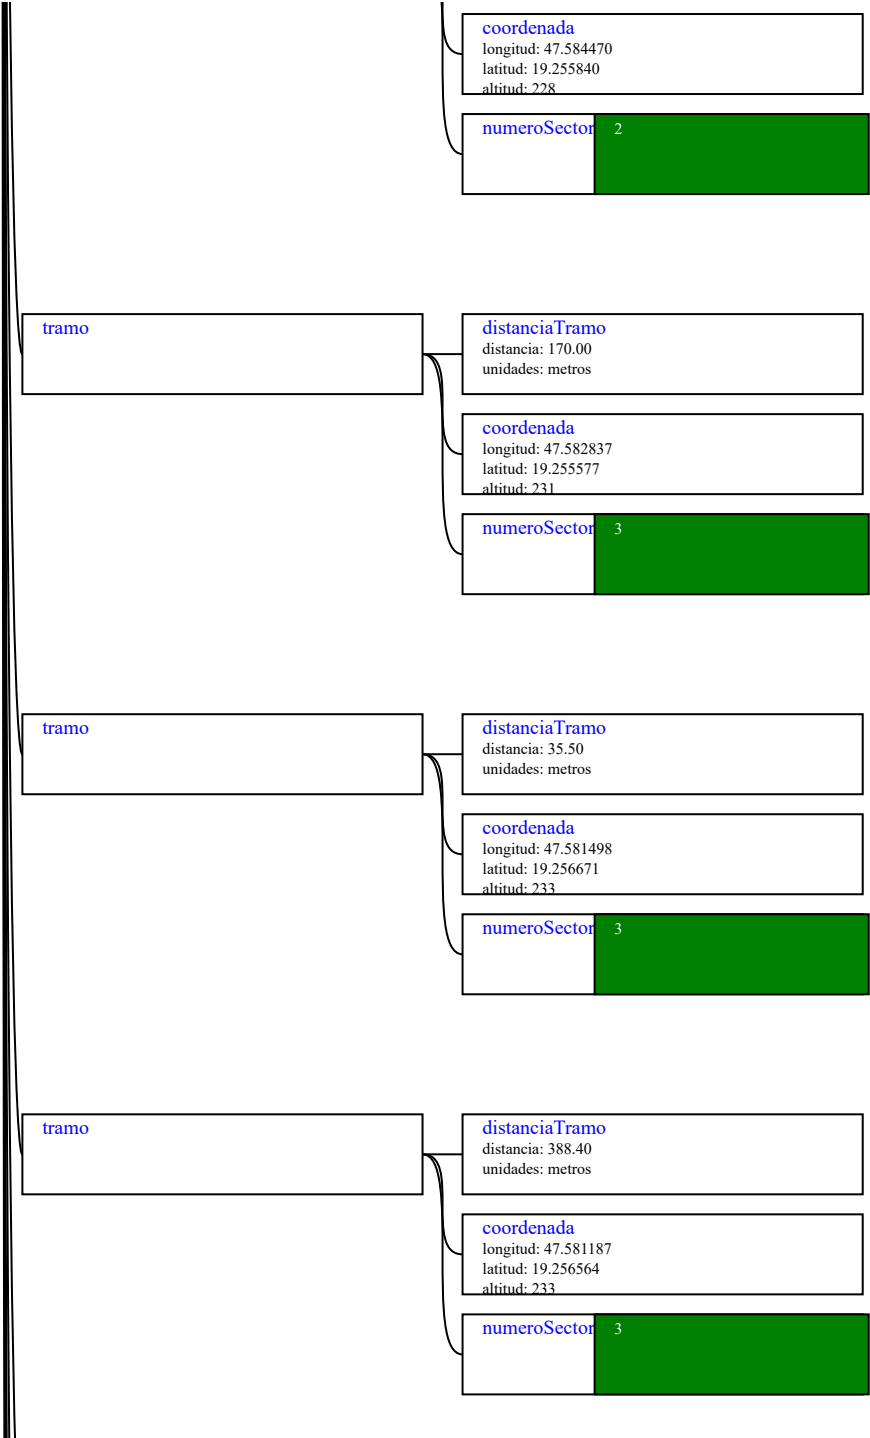 coordenada
longitud: 47.584470
latitud: 19.255840
altitud: 228
numeroSector 2
tramo
distanciaTramo
distancia: 170.00
unidades: metros
coordenada
longitud: 47.582837
latitud: 19.255577
altitud: 231
numeroSector 3
tramo
distanciaTramo
distancia: 35.50
unidades: metros
coordenada
longitud: 47.581498
latitud: 19.256671
altitud: 233
numeroSector 3
tramo
distanciaTramo
distancia: 388.40
unidades: metros
coordenada
longitud: 47.581187
latitud: 19.256564
altitud: 233
numeroSector 3